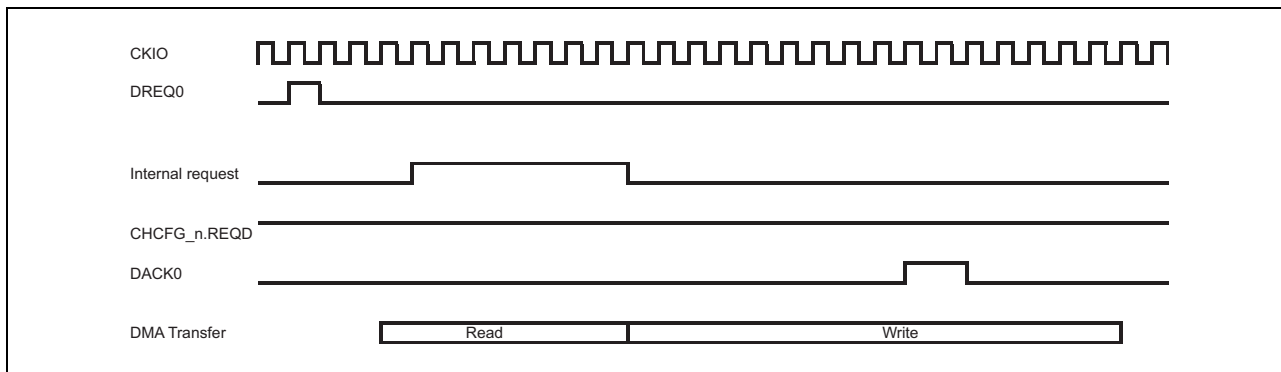 CKIO
DREQ0
Internal request
CHCFG_n.REQD
DACK0
DMA Transfer Read Write